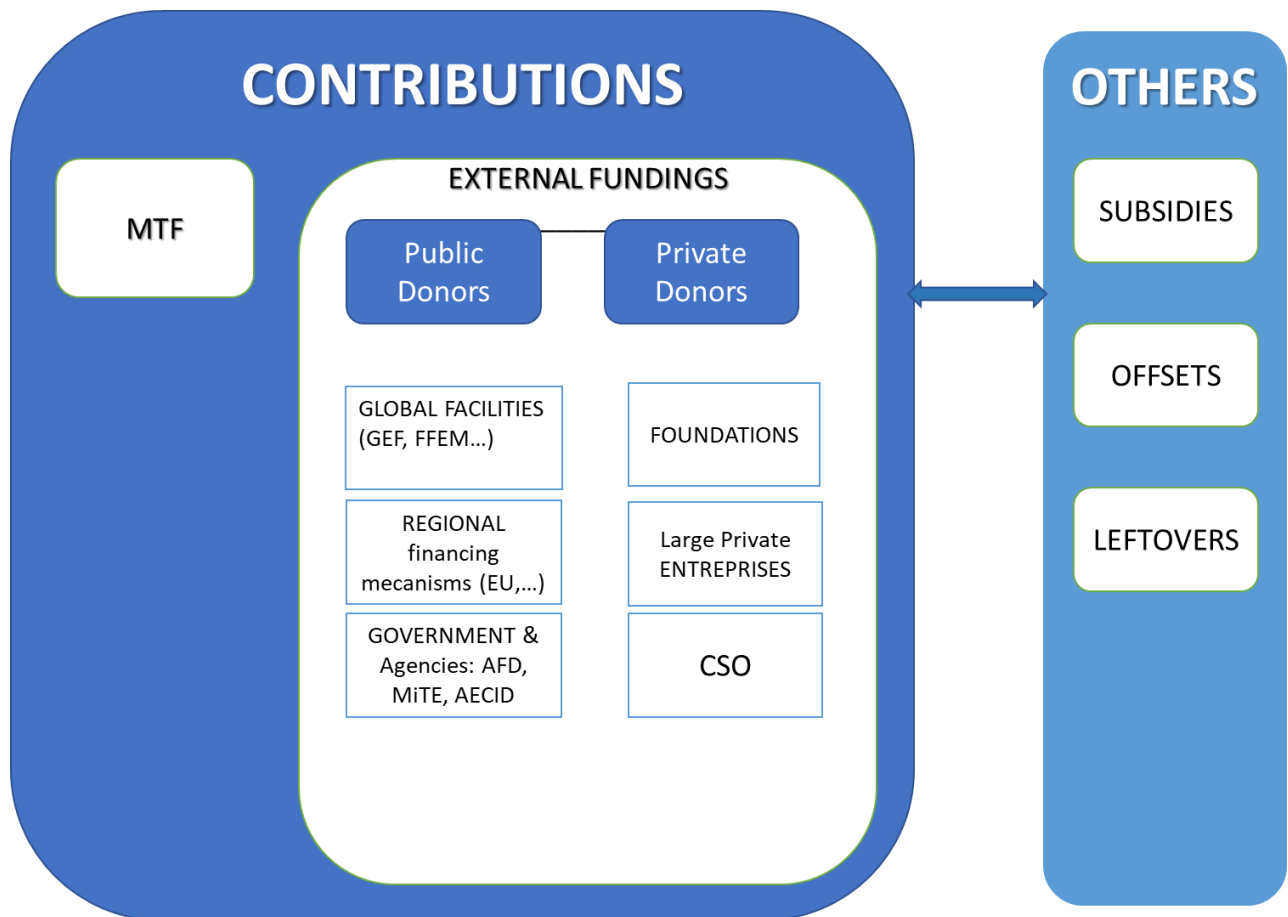 CONTRIBUTIONS
MTF
EXTERNAL FUNDINGS
Public
Donors
Private
Donors
GLOBAL FACILITIES
(GEF, FFEM…)
FOUNDATIONS
REGIONAL
financing
mecanisms (EU,…)
Large Private
ENTREPRISES
GOVERNMENT &
Agencies: AFD,
MiTE, AECID
CSO
OTHERS
SUBSIDIES
OFFSETS
LEFTOVERS